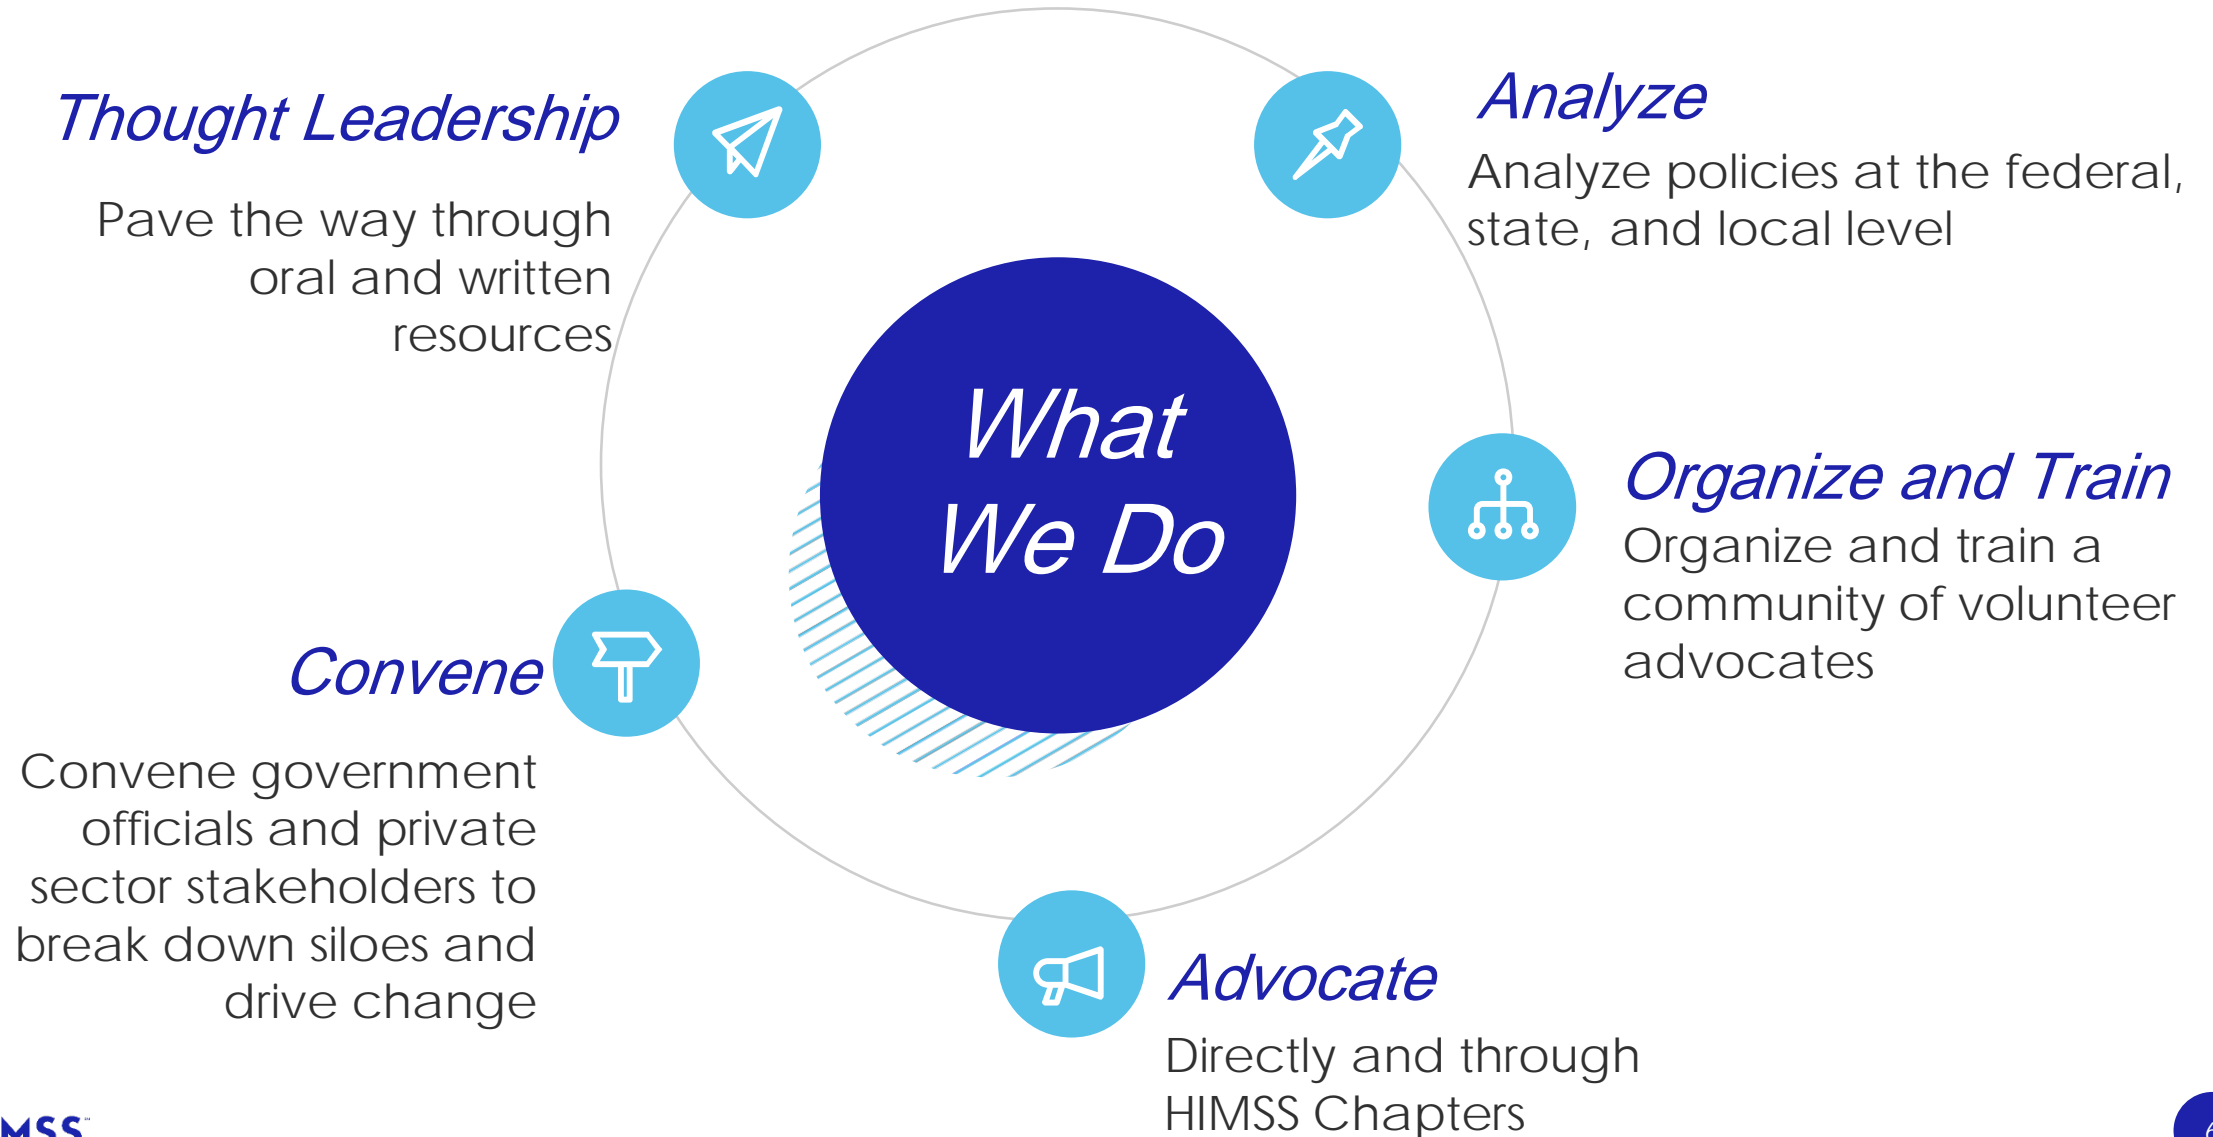 Thought Leadership
Pave the way through
oral and written
resources
Analyze
Analyze policies at the federal,
state, and local level
What
We Do
Organize and Train
Organize and train a
community of volunteer
advocates
Convene
Convene government
officials and private
sector stakeholders to
break down siloes and
drive change
Advocate
Directly and through
HIMSS Chapters